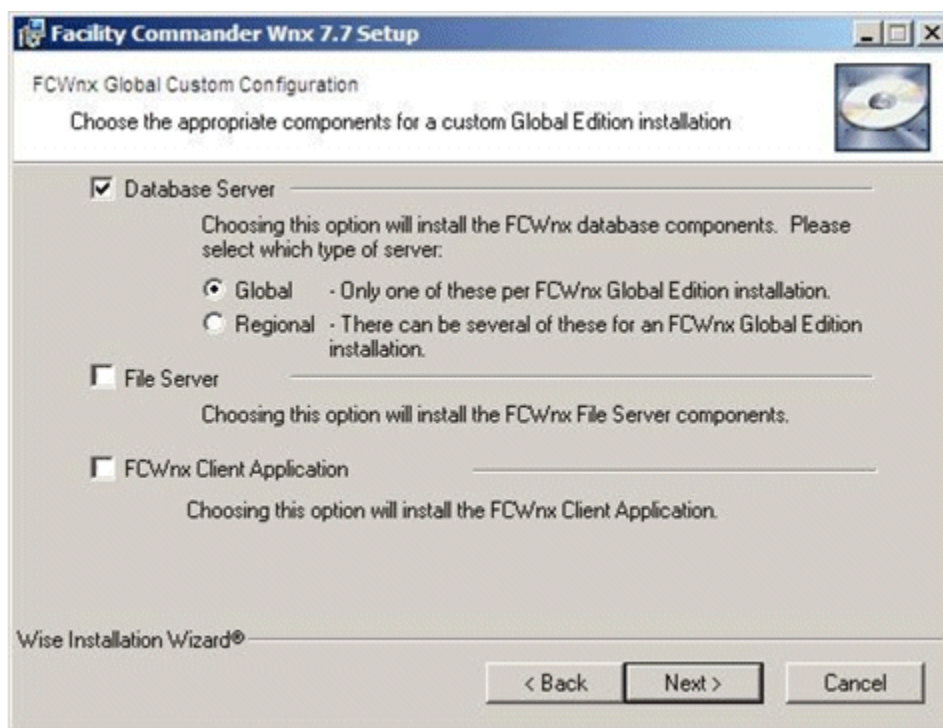 Facility Commander Wnx 7.7 Setup
FCWnx Global Custom Configuration
Choose the appropriate components for a custom Global Edition installation
Database Server
Choosing this option will install the FCWnx database components. Please
select which type of server:
Global - Only one of these per FCWnx Global Edition installation.
Regional - There can be several of these for an FCWnx Global Edition
installation.
File Server
Choosing this option will install the FCWnx File Server components.
FCWnx Client Application
Choosing this option will install the FCWnx Client Application.
Wise Installation Wizard®
< Back Next > Cancel